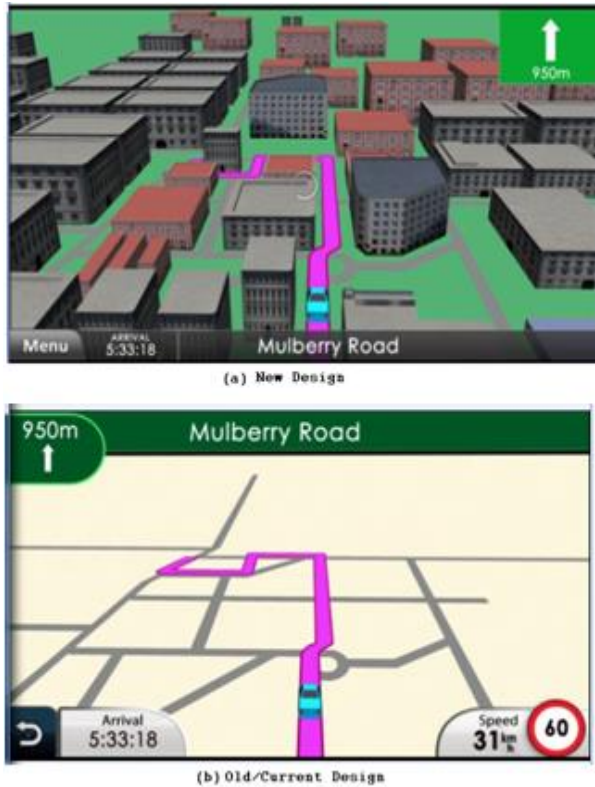 950m
Menu
ARRIVAL
5:33:18
Mulberry Road
(a) New Design
950m
Mulberry Road
Arrival
5:33:18
Speed
31 km/h
60
(b) Old/Current Design